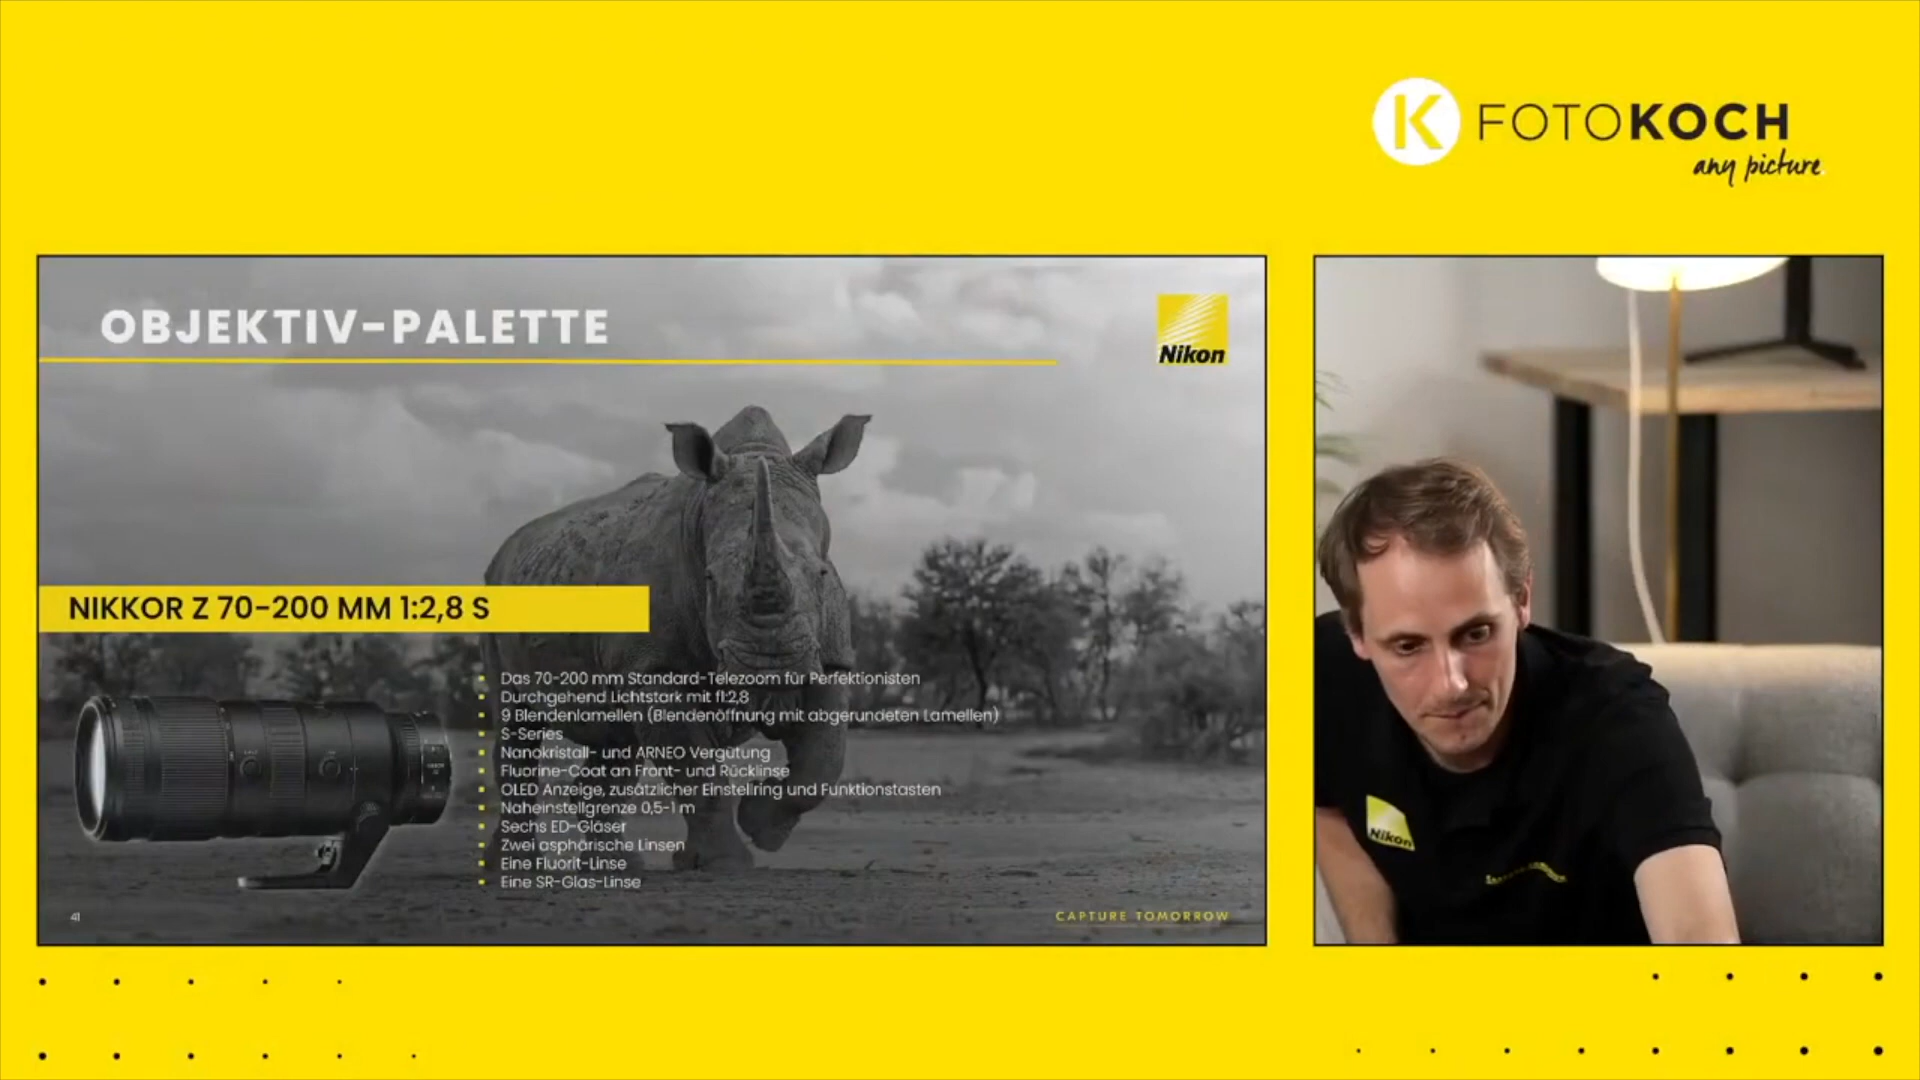 K FOTOKOCH
any picture.
OBJEKTIV-PALETTE
Nikon
NIKKOR Z 70-200 MM 1:2,8 S
Das 70-200 mm Standard-Telezoom für Perfektionisten
Durchgehend Lichtstark mit f1:2,8
9 Blendenlamellen (Blendenöffnung mit abgerundeten Lamellen)
S-Series
Nanokristall- und ARNEO Vergütung
Fluorine-Coat an Front- und Rücklinse
OLED Anzeige, zusätzlicher Einstellring und Funktionstasten
Naheinstellgrenze 0,5-1 m
Sechs ED-Gläser
Zwei asphärische Linsen
Eine Fluorit-Linse
Eine SR-Glas-Linse
41
CAPTURE TOMORROW
Nikon